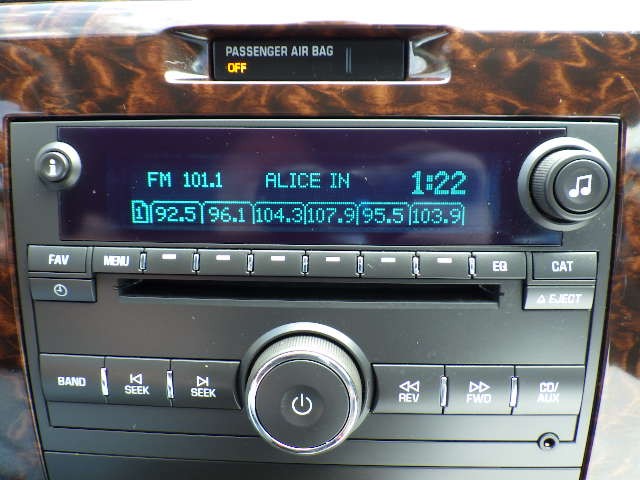 PASSENGER AIR BAG
OFF
i
FM 101.1 ALICE IN 1:22
1 92.5 96.1 104.3 107.9 95.5 103.9
FAV MENU EQ CAT
EJECT
BAND SEEK SEEK REV FWD CD/
AUX